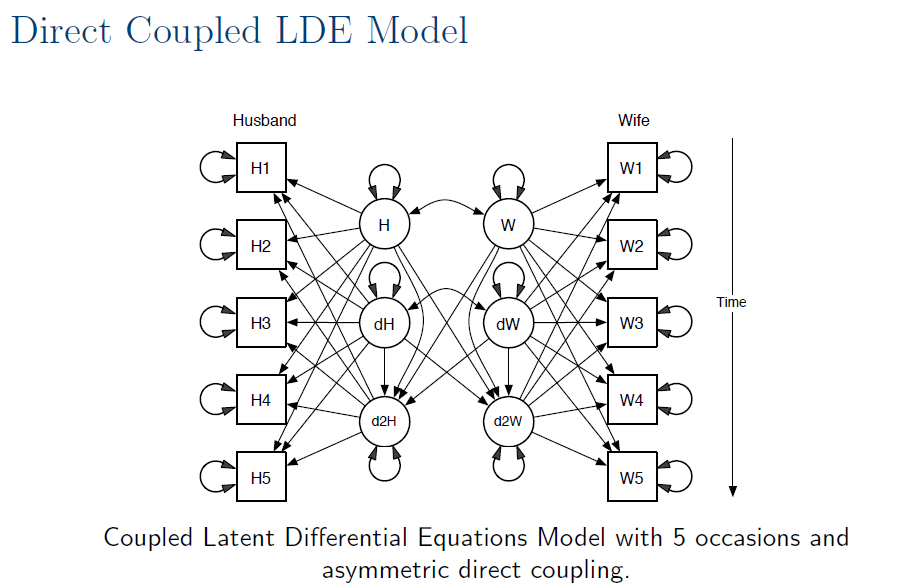 Direct Coupled LDE Model
Husband
Wife
H1
W1
H
W
H2
W2
Time
H3
dH
dW
W3
H4
W4
d2H
d2W
H5
W5
Coupled Latent Differential Equations Model with 5 occasions and
asymmetric direct coupling.